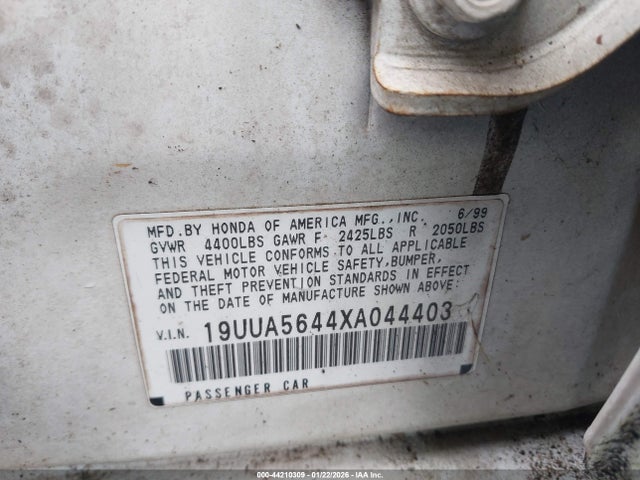 MFD.BY HONDA OF AMERICA MFG.,INC. 6/99
GVWR 4400LBS GAWR F 2425LBS R 2050LBS
THIS VEHICLE CONFORMS TO ALL APPLICABLE
FEDERAL MOTOR VEHICLE SAFETY,BUMPER,
AND THEFT PREVENTION STANDARDS IN EFFECT
ON THE DATE OF MANUFACTURE SHOWN ABOVE:
V.I.N. 19UUA5644XA044403
PASSENGER CAR
000-44210309 - 01/22/2026 - IAA Inc.